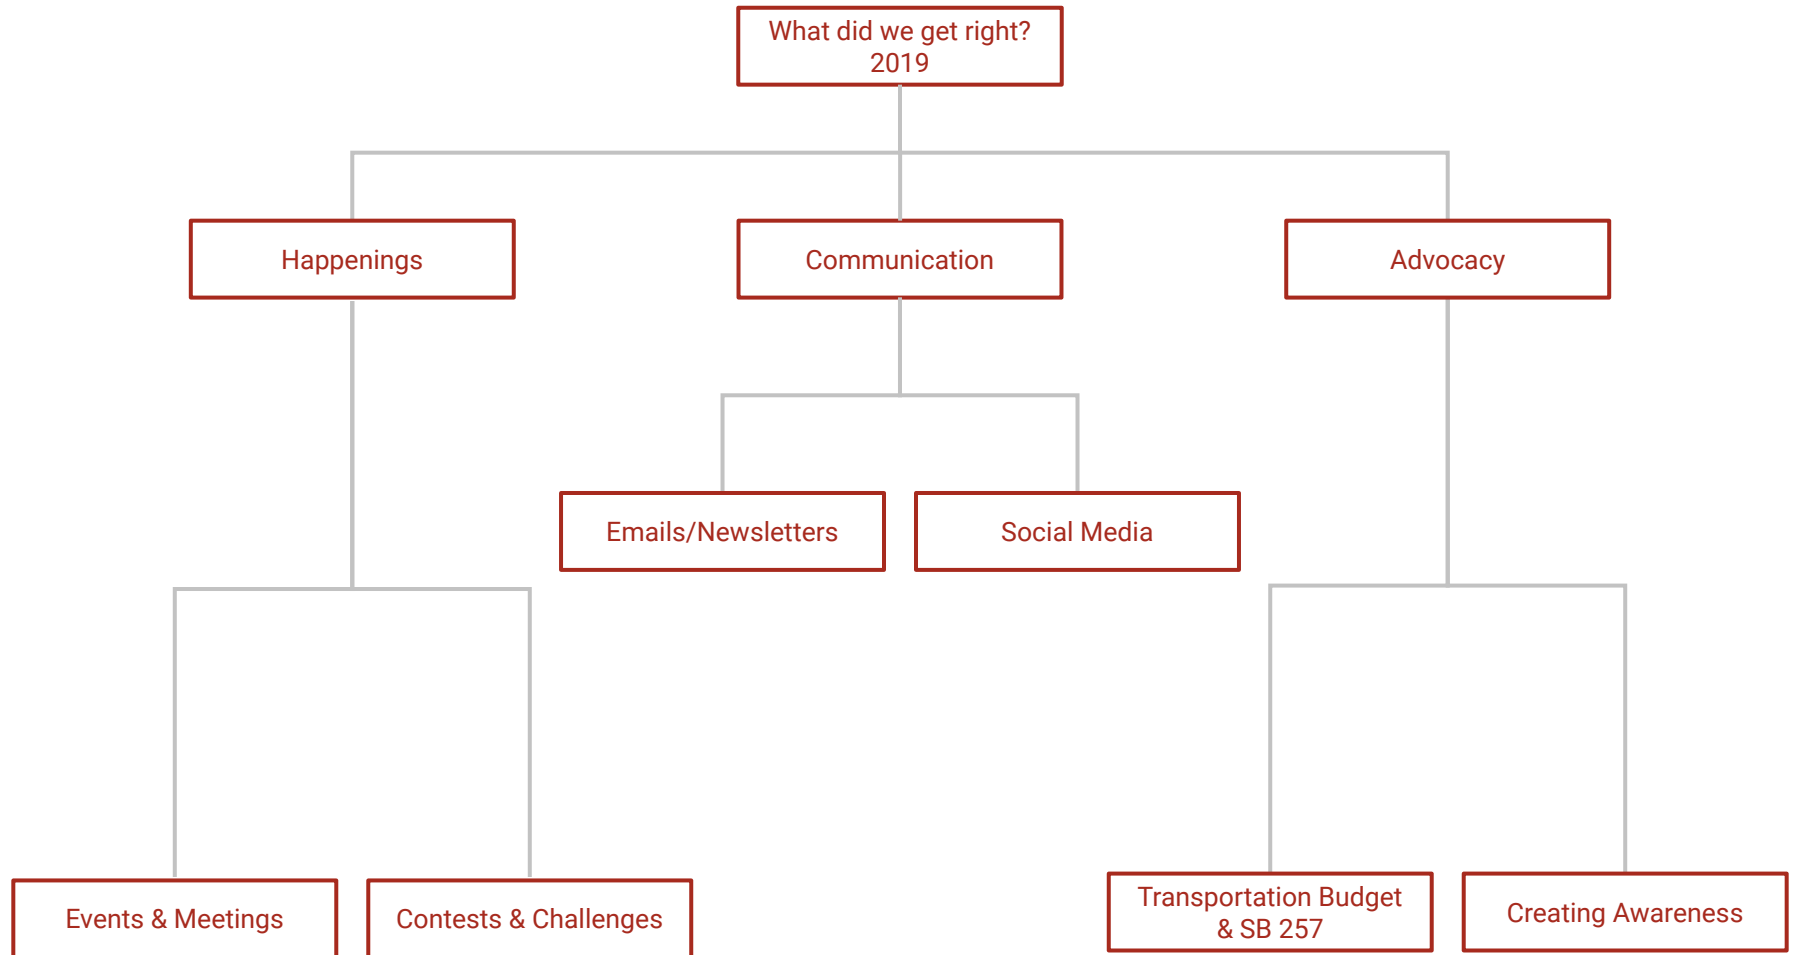 What did we get right?
2019
Happenings
Communication
Advocacy
Emails/Newsletters
Social Media
Events & Meetings
Contests & Challenges
Transportation Budget
& SB 257
Creating Awareness